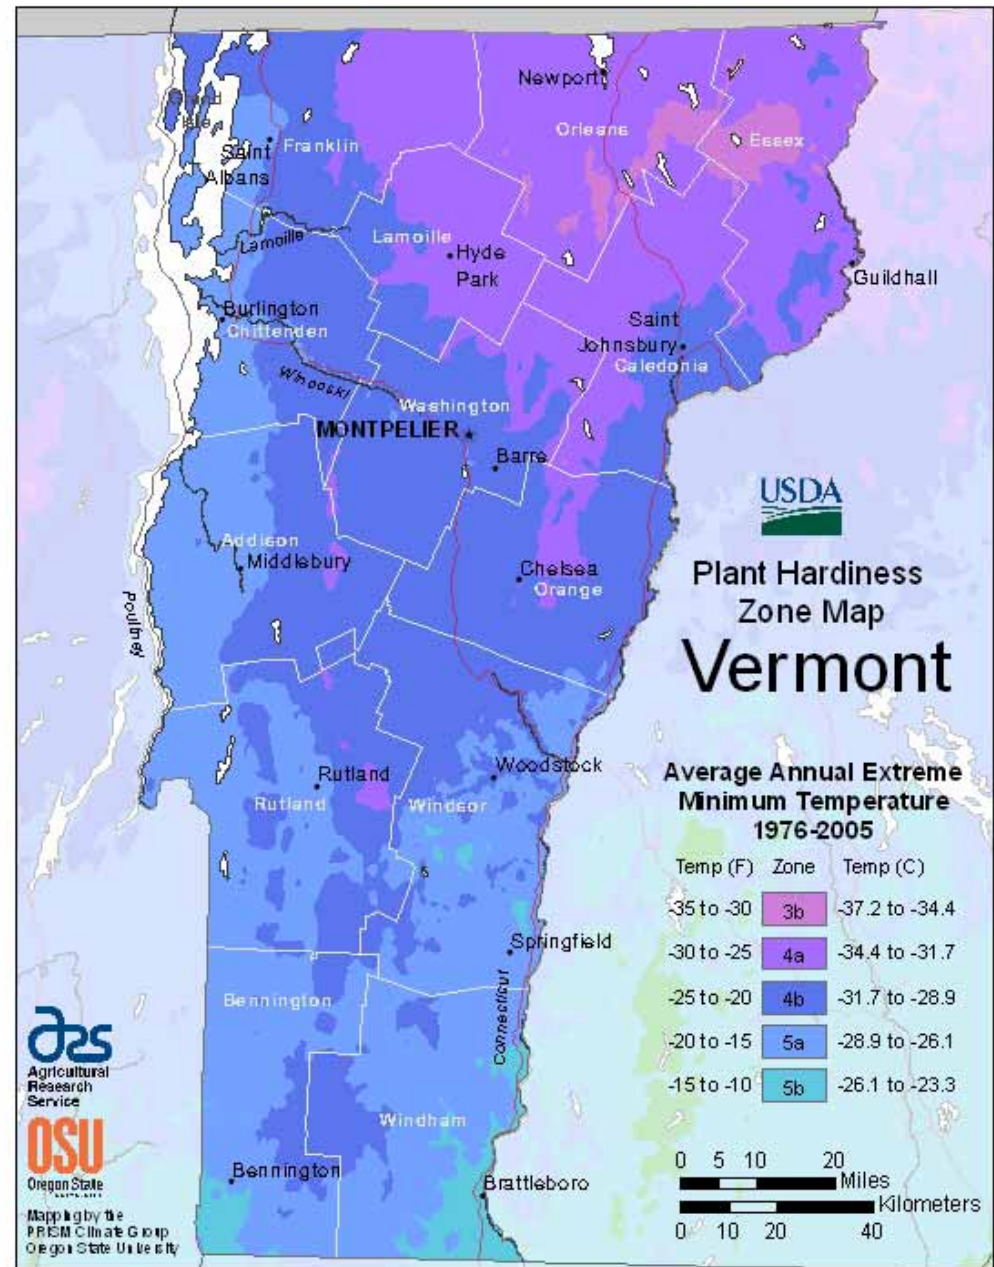 Newport
Orleans
Essex
Grand
Isle
Saint
Albans
Franklin
Lamoille
Lamoille
Hyde
Park
Guildhall
Burlington
Chittenden
Saint
Johnsbury
Caledonia
Winooski
Washington
MONTPELIER
Barre
Addison
Middlebury
Chelsea
Orange
Poultney
Rutland
Rutland
Woodstock
Windsor
Springfield
Connecticut
Bennington
Windham
Bennington
Brattleboro
USDA
Plant Hardiness
Zone Map
Vermont
Average Annual Extreme
Minimum Temperature
1976-2005
Temp (F) Zone Temp (C)
-35 to -30 3b -37.2 to -34.4
-30 to -25 4a -34.4 to -31.7
-25 to -20 4b -31.7 to -28.9
-20 to -15 5a -28.9 to -26.1
-15 to -10 5b -26.1 to -23.3
0 5 10 20
Miles
Kilometers
0 10 20 40
ars
Agricultural
Research
Service
OSU
Oregon State
Mapping by the
PRISM Climate Group
Oregon State University